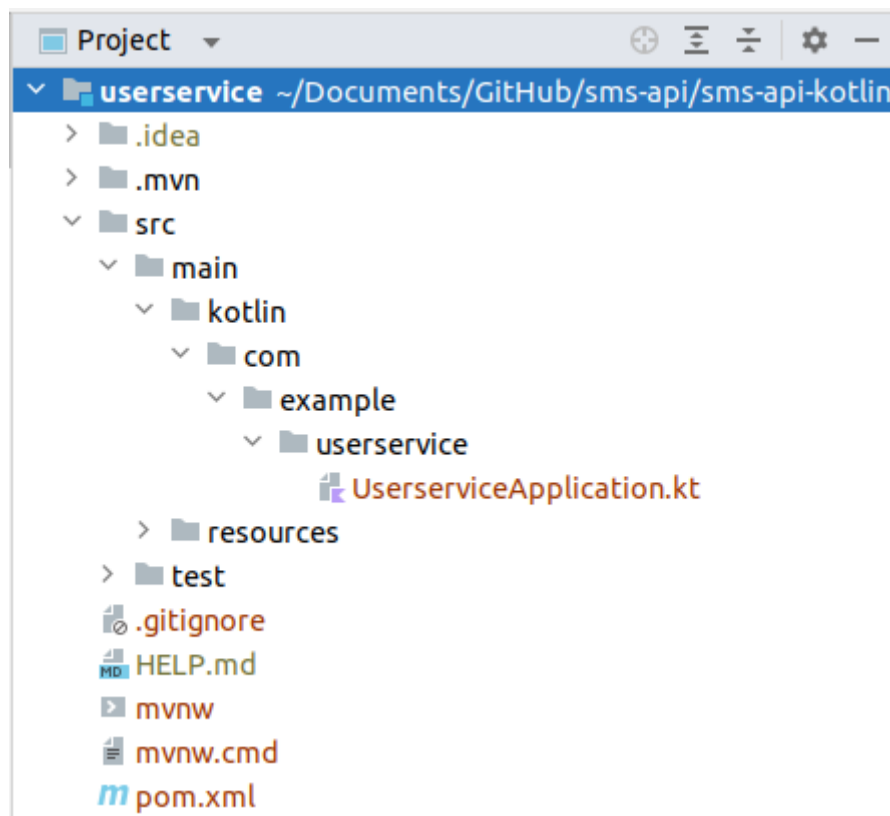 Project
userservice ~/Documents/GitHub/sms-api/sms-api-kotlin
.idea
.mvn
src
main
kotlin
com
example
userservice
UserserviceApplication.kt
resources
test
.gitignore
MD HELP.md
mvnw
mvnw.cmd
m pom.xml